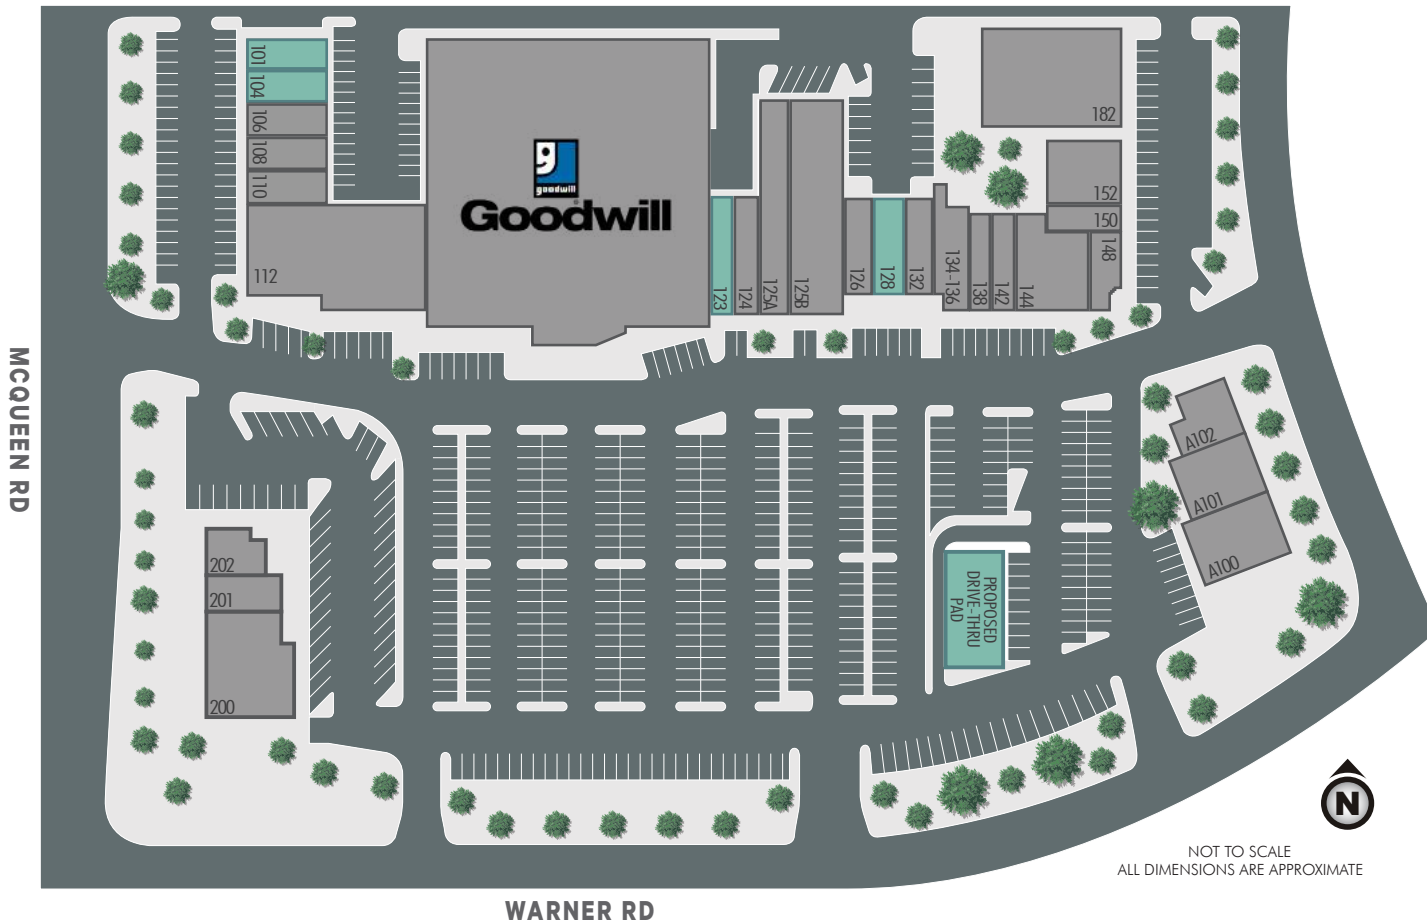 101
104
106
108
110
112
goodwill
Goodwill
123
124
125A
125B
126
128
132
134-136
138
142
144
148
150
152
182
MCQUEEN RD
A102
A101
A100
202
201
200
PROPOSED
DRIVE-THRU
PAD
N
NOT TO SCALE
ALL DIMENSIONS ARE APPROXIMATE
WARNER RD